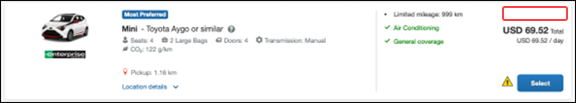 Most Preferred
Mini - Toyota Aygo or similar ?
Seats: 4 2 Large Bags Doors: 4 Transmission: Manual
CO₂: 122 g/km
enterprise
Pickup: 1.16 km
Location details
• Limited mileage: 999 km
✓ Air Conditioning
✓ General coverage
USD 69.52 Total
USD 69.52 / day
Select